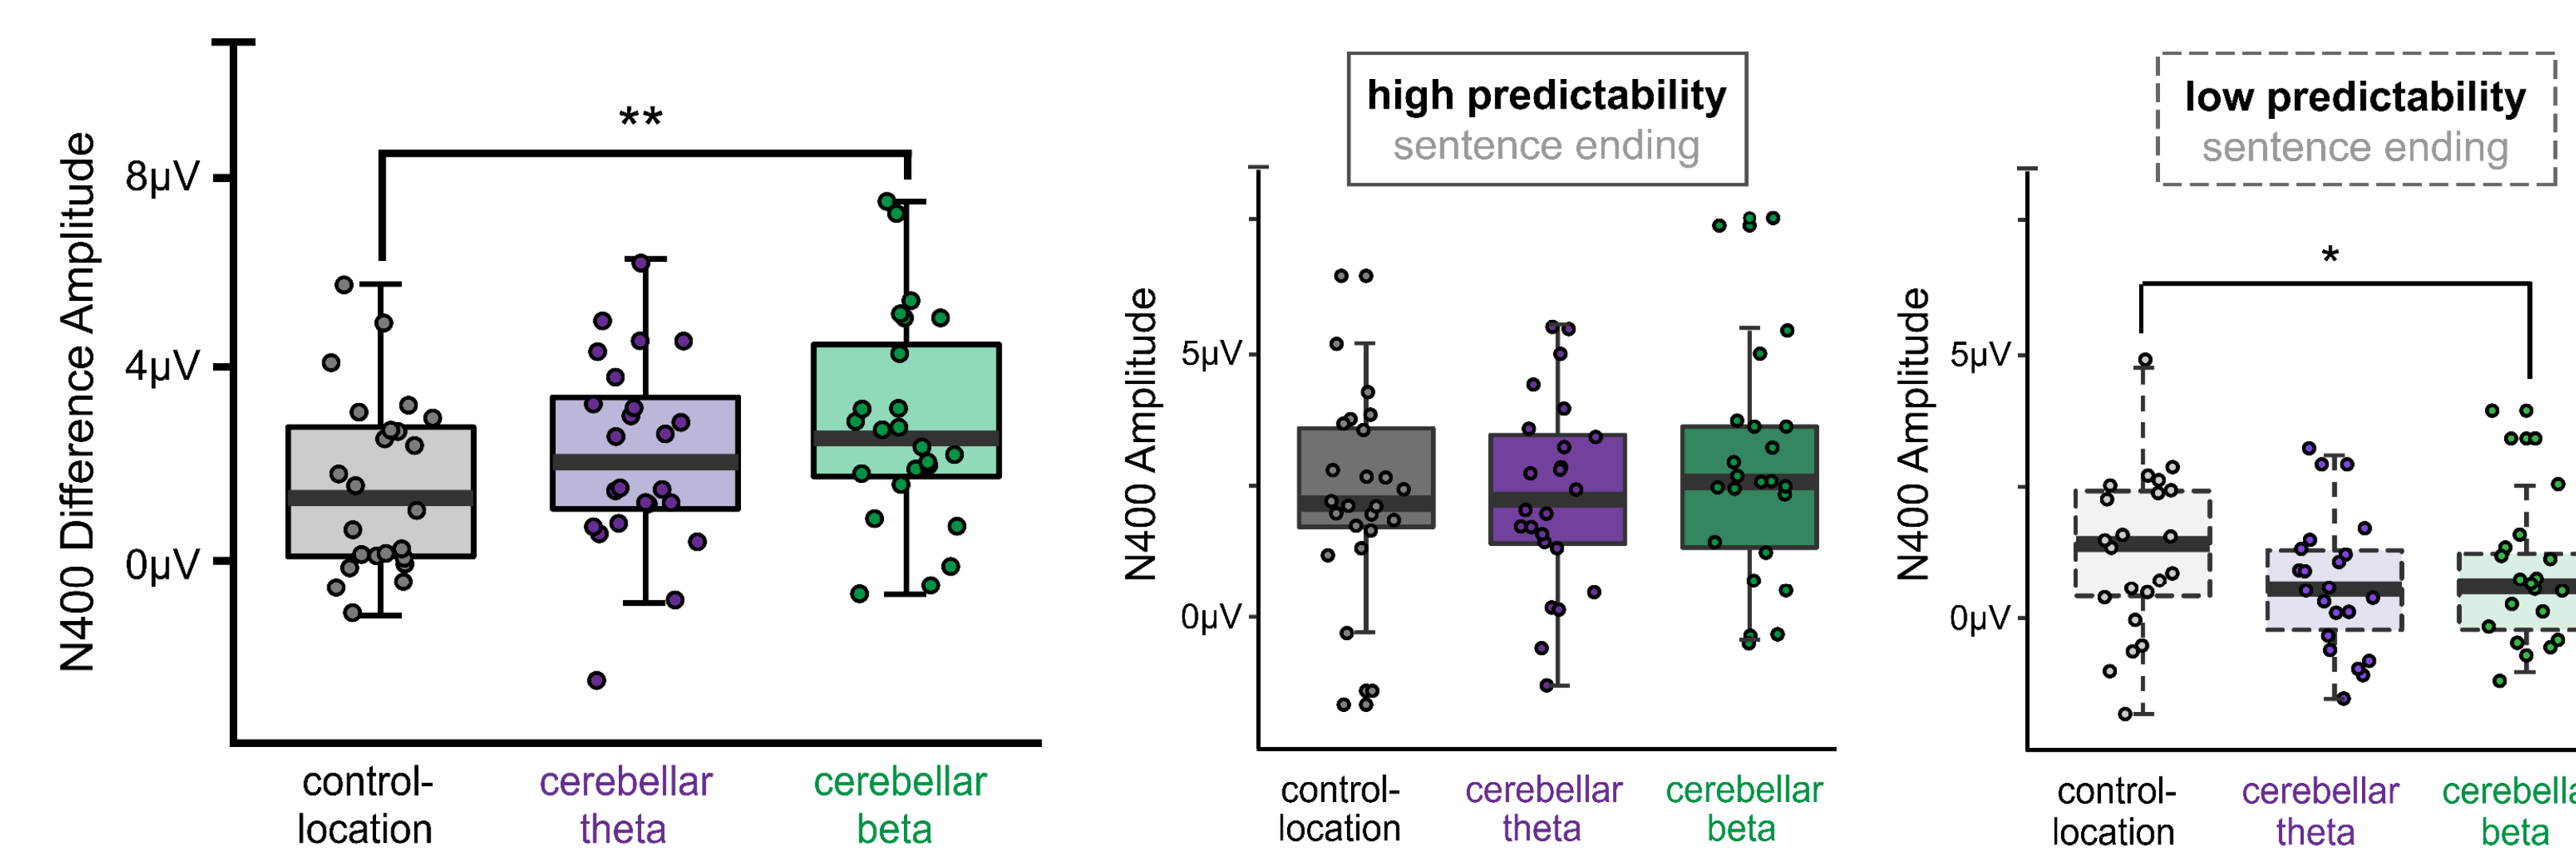 N400 Difference Amplitude
8µV
4µV
0µV
**
control-
location
cerebellar
theta
cerebellar
beta
high predictability
sentence ending
N400 Amplitude
5µV
0µV
control-
location
cerebellar
theta
cerebellar
beta
low predictability
sentence ending
N400 Amplitude
5µV
0µV
*
control-
location
cerebellar
theta
cerebella
beta